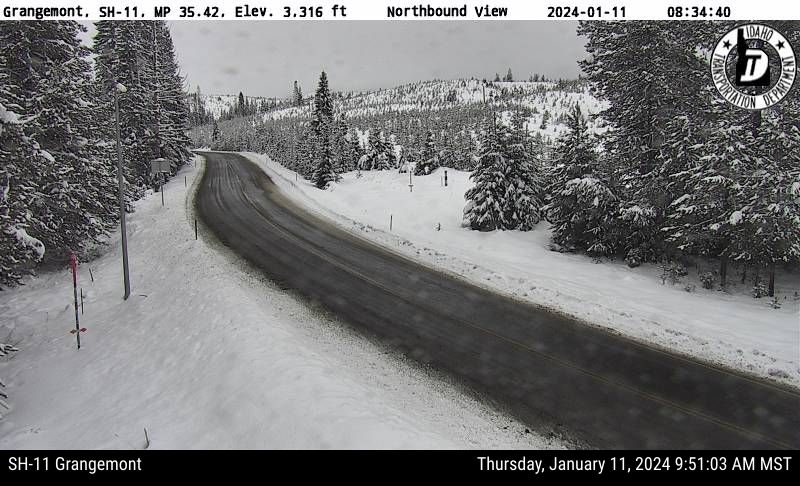 Grangemont, SH-11, MP 35.42, Elev. 3,316 ft Northbound View 2024-01-11 08:34:40
IDAHO
TRANSPORTATION DEPARTMENT
SH-11 Grangemont Thursday, January 11, 2024 9:51:03 AM MST